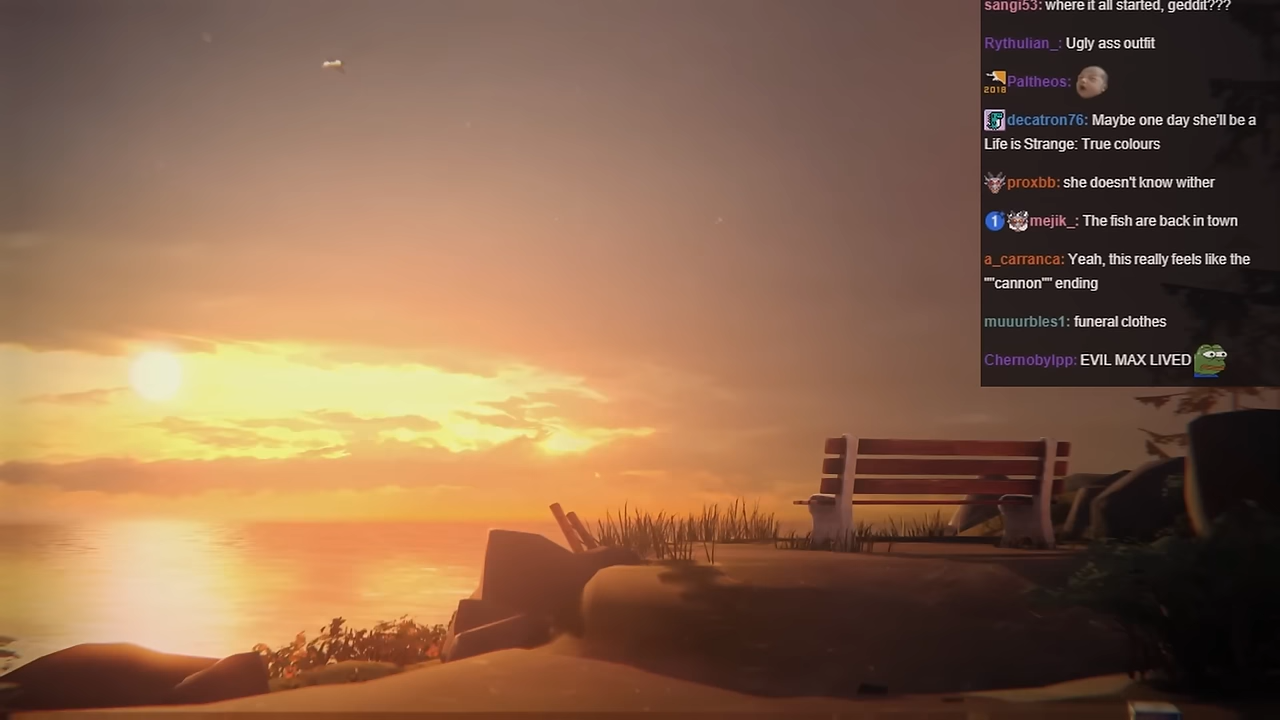 sangi53: where it all started, geddit???
Rythulian_: Ugly ass outfit
2018 Paltheos:
decatron76: Maybe one day she'll be a
Life is Strange: True colours
proxbb: she doesn't know wither
1 mejik_: The fish are back in town
a_carranca: Yeah, this really feels like the
""cannon"" ending
muuurbles1: funeral clothes
Chernobylpp: EVIL MAX LIVED